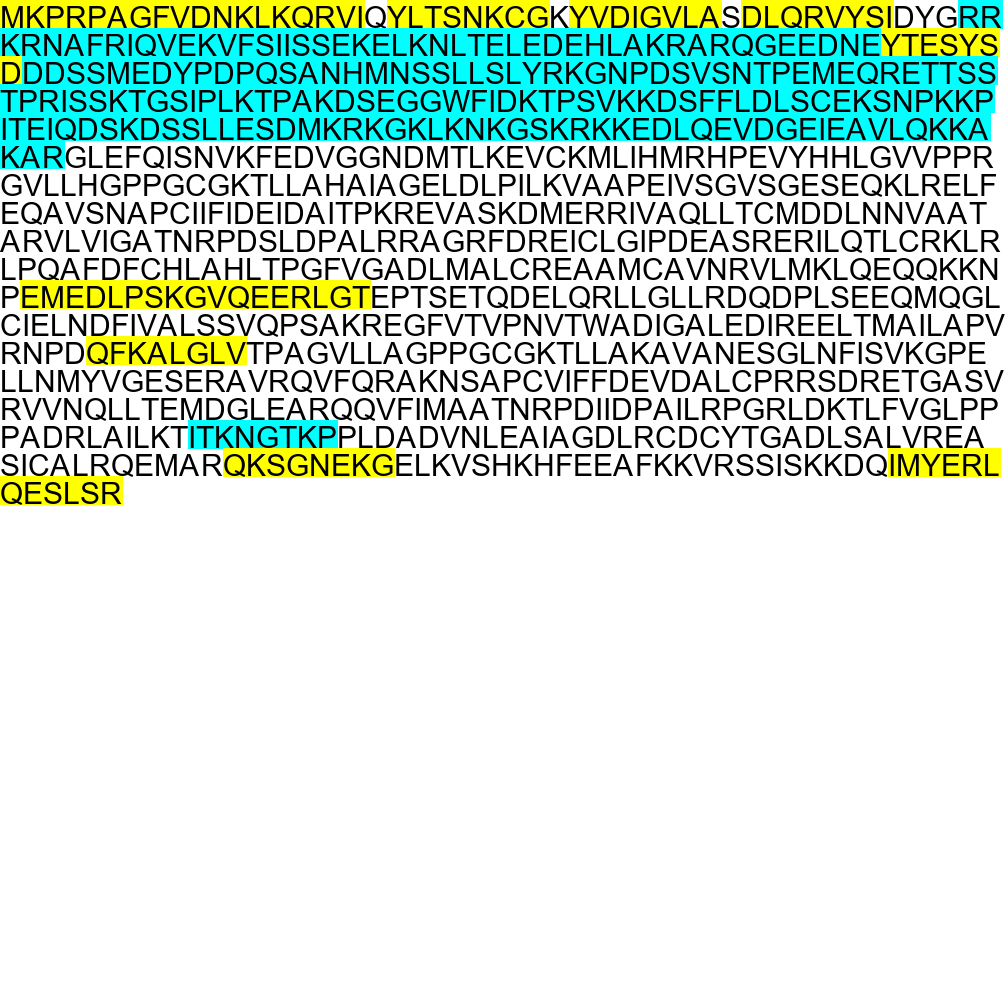 MKPRPAGFVDNKLKQRVIQYLTSNKCGKYVDIGVLASDLQRVYSIDYGRR
KRNAFRIQVEKVFSIISSEKELKNLTELEDEHLAKRARQGEEDNEYTESYS
DDDSSMEDYPDPQSANHMNSSLLSLYRKGNPDSVSNTPEMEQRETTSS
TPRISSKTGSIPLKTPAKDSEGGWFIDKTPSVKKDSFFLDLSCEKSNPKKP
ITEIQDSKDSSLLESDMKRKGKLKNKGSKRKKEDLQEVDGEIEAVLQKKA
KARGLEFQISNVKFEDVGGNDMTLKEVCKMLIHMRHPEVYHHLGVVPPR
GVLLHGPPGCGKTLLAHAIAGELDLPILKVAAPEIVSGVSGESEQKLRELF
EQAVSNAPCIIFIDEIDAITPKREVASKDMERRIVAQLLTCMDDLNNVAAT
ARVLVIGATNRPDSLDPALRRAGRFDREICLGIPDEASRERILQTLCRKLR
LPQAFDFCHLAHLTPGFVGADLMALCREAAMCAVNRVLMKLQEQQKKN
PEMEDLPSKGVQEERLGTEPTSETQDELQRLLGLLRDQDPLSEEQMQGL
CIELNDFIVALSSVQPSAKREGFVTVPNVTWADIGALEDIREELTMAILAPV
RNPDQFKALGLVTPAGVLLAGPPGCGKTLLAKAVANESGLNFISVKGPE
LLNMYVGESERAVRQVFQRAKNSAPCVIFFDEVDALCPRRSDRETGASV
RVVNQLLTEMDGLEARQQVFIMAATNRPDIIDPAILRPGRLDKTLFVGLPP
PADRLAILKTITKNGTKPPLDADVNLEAIAGDLRCDCYTGADLSALVREA
SICALRQEMARQKSGNEKGELKVSHKHFEEAFKKVRSSISKKDQIMYERL
QESLSR